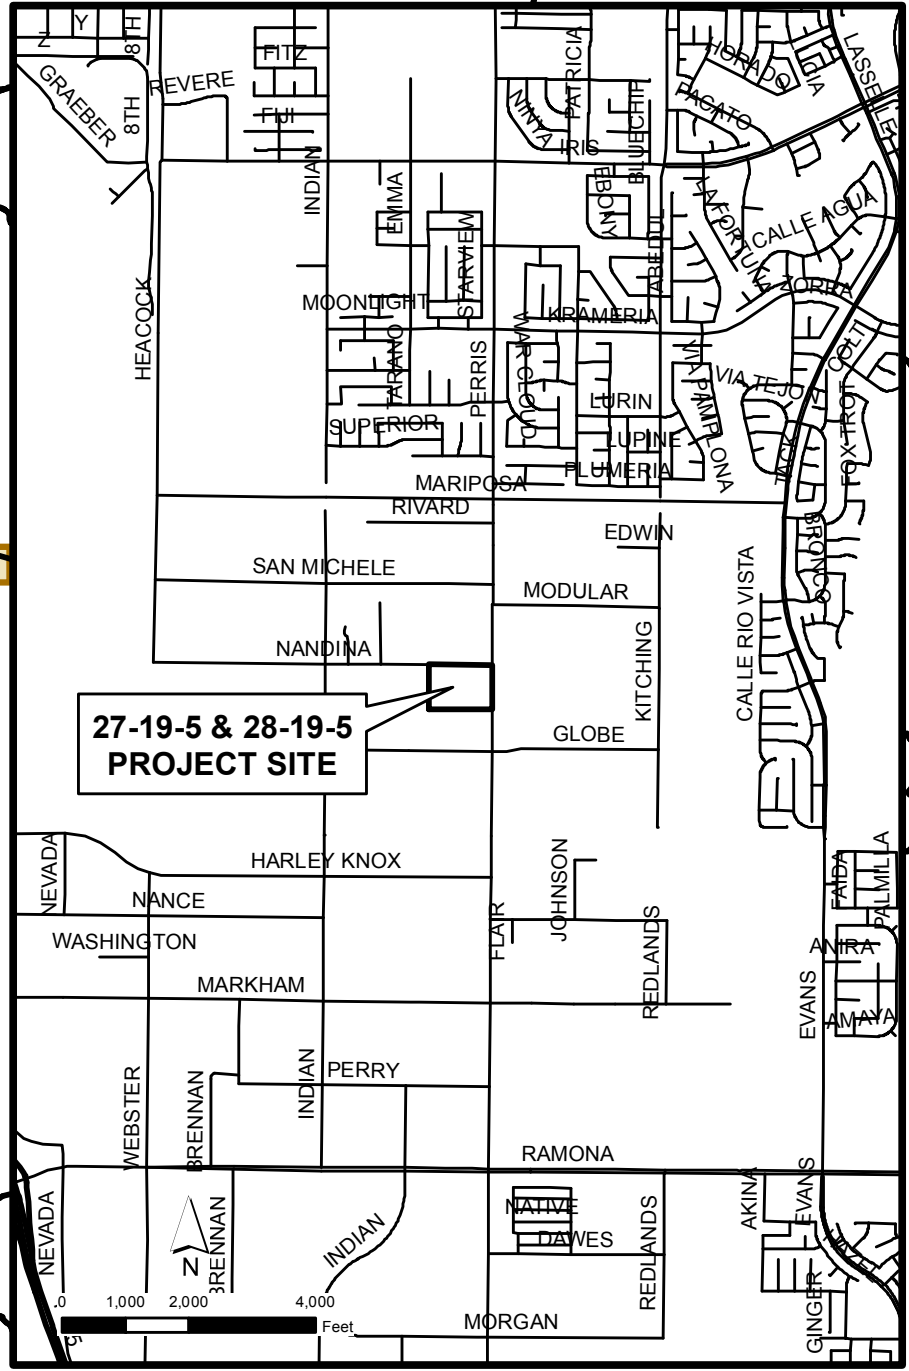 Y
Z
8TH
FITZ
PATRICIA
HORADO
LASSELLE
GRAEBER
REVERE
8TH
FIJI
NINYA
BLUECHIP
PACATO
IRIS
INDIAN
EMMA
EBONY
LA FORTUNA
CALLE AGUA
STARVIEW
ABEDUL
HEACOCK
MOONLIGHT
ZORRA
KRAMERIA
TARANO
PERRIS
WAR CLOUD
VIA PAMPLONA
COLT
VIA TEJON
LURIN
FOX TROT
SUPERIOR
LUPINE
JACK
PLUMERIA
MARIPOSA
RIVARD
EDWIN
BRONCO
SAN MICHELE
MODULAR
CALLE RIO VISTA
NANDINA
KITCHING
27-19-5 & 28-19-5
PROJECT SITE
GLOBE
NEVADA
HARLEY KNOX
JOHNSON
FAIDA
PALMILLA
NANCE
FLAIR
WASHINGTON
REDLANDS
ANIRA
MARKHAM
EVANS
AMAYA
INDIAN
PERRY
WEBSTER
BRENNAN
RAMONA
AKINA
EVANS
NEVADA
BRENNAN
NATIVE
REDLANDS
INDIAN
DAWES
HAZEL
N
GINGER
0 1,000 2,000 4,000
Feet
MORGAN